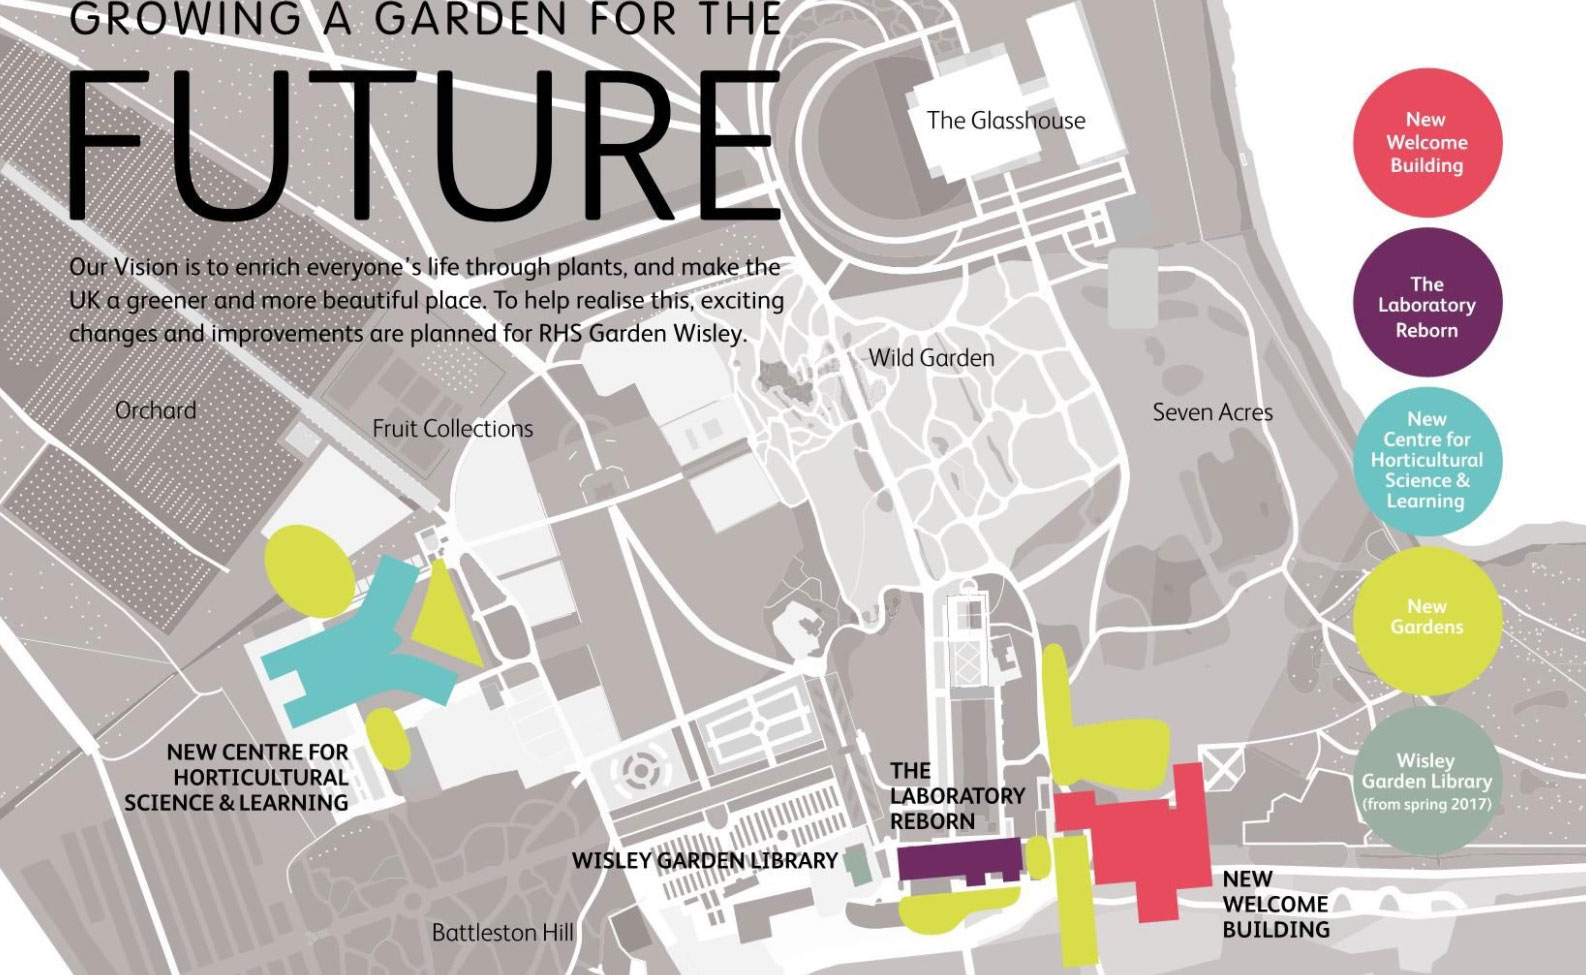 GROWING A GARDEN FOR THE
FUTURE
Our Vision is to enrich everyone's life through plants, and make the
UK a greener and more beautiful place. To help realise this, exciting
changes and improvements are planned for RHS Garden Wisley.
The Glasshouse
Wild Garden
Seven Acres
Orchard
Fruit Collections
NEW CENTRE FOR
HORTICULTURAL
SCIENCE & LEARNING
THE
LABORATORY
REBORN
WISLEY GARDEN LIBRARY
NEW
WELCOME
BUILDING
Battleston Hill
New
Welcome
Building
The
Laboratory
Reborn
New
Centre for
Horticultural
Science &
Learning
New
Gardens
Wisley
Garden Library
(from spring 2017)